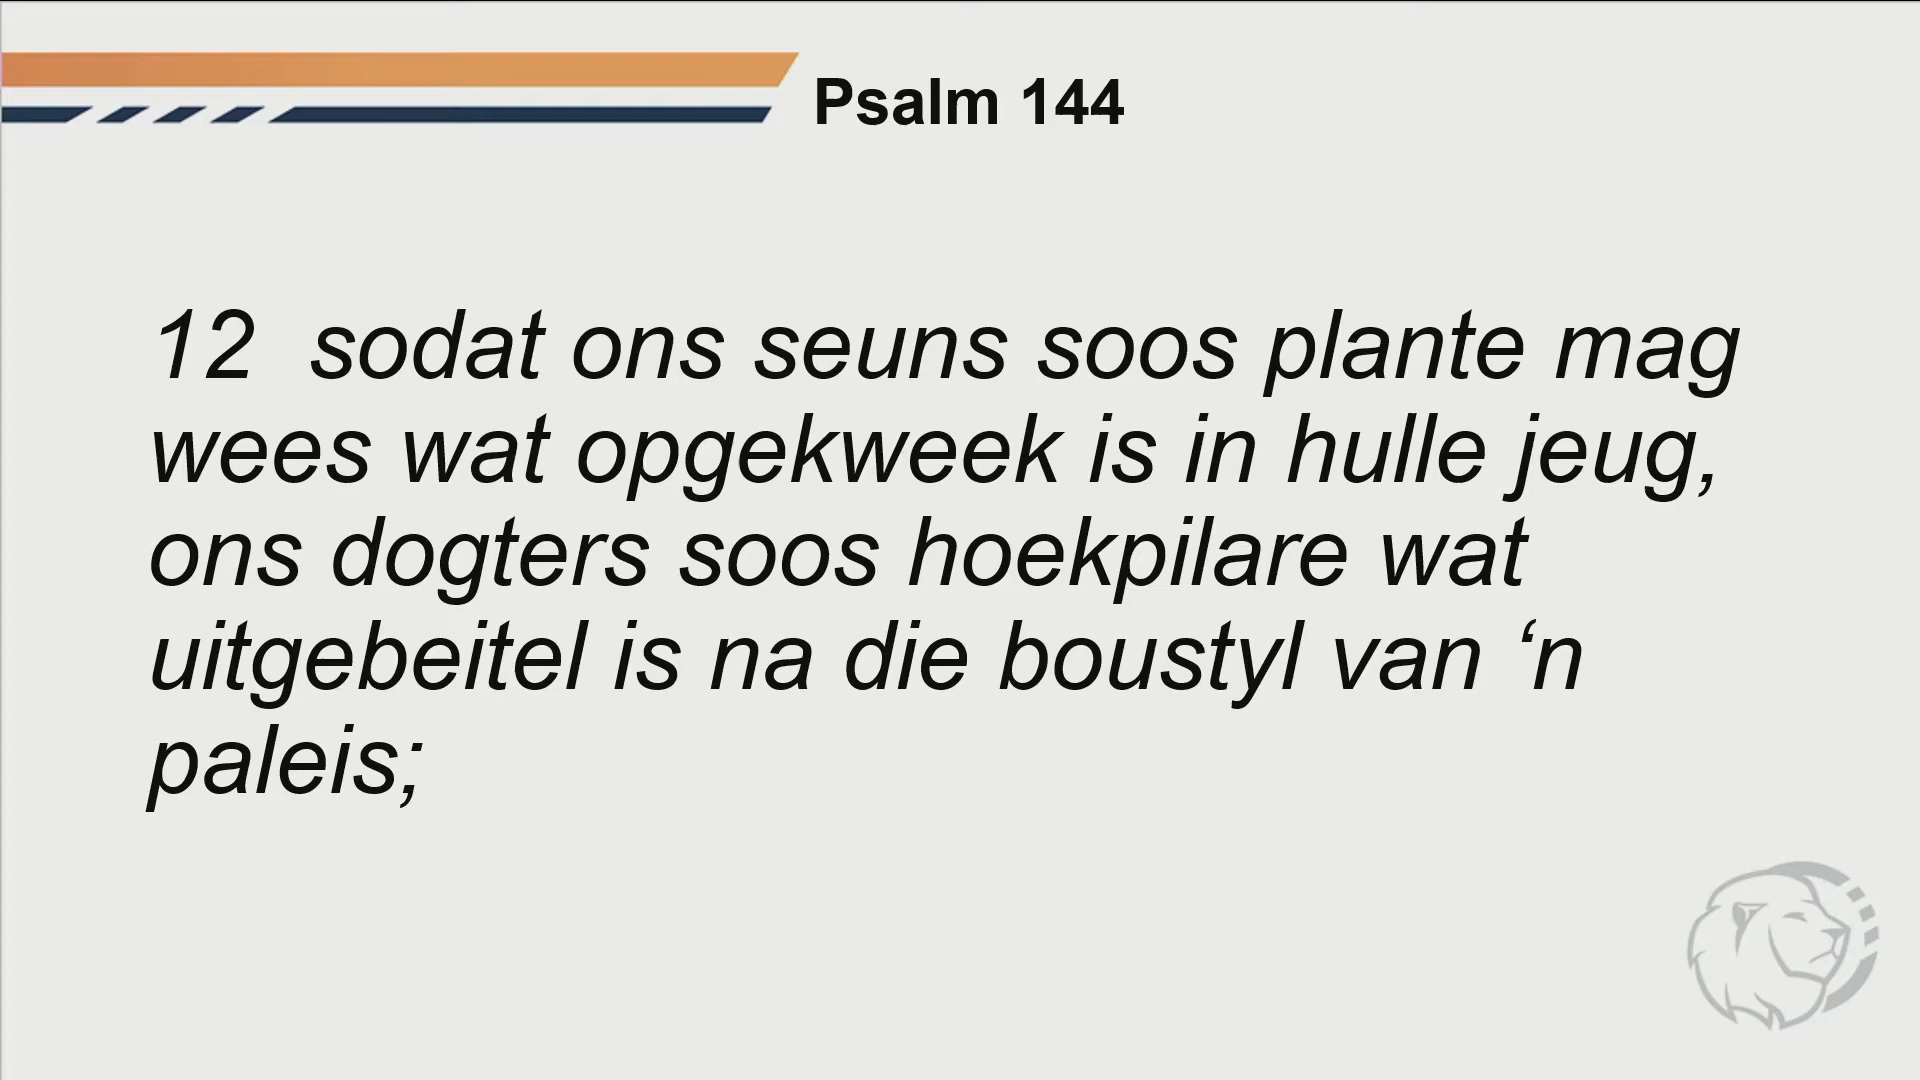 Psalm 144
12  sodat ons seuns soos plante mag
wees wat opgekweek is in hulle jeug,
ons dogters soos hoekpilare wat
uitgebeitel is na die boustyl van ‘n
paleis;